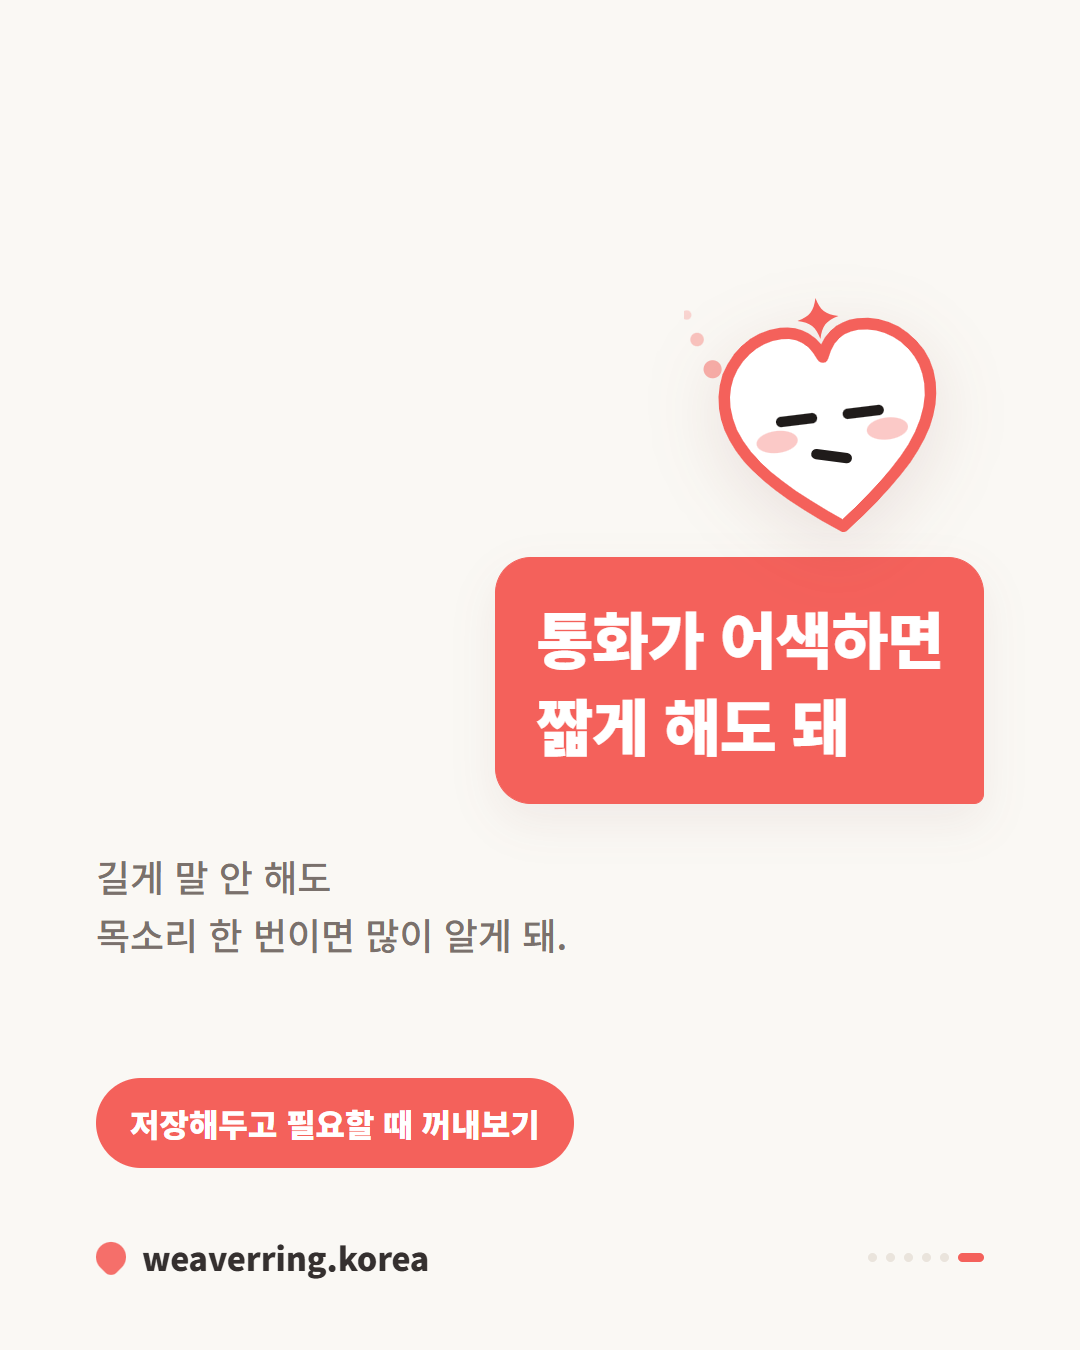 통화가 어색하면
짧게 해도 돼
길게 말 안 해도
목소리 한 번이면 많이 알게 돼.
저장해두고 필요할 때 꺼내보기
weaverring.korea